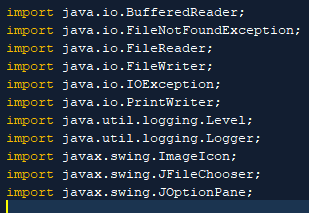 import java.io.BufferedReader;
import java.io.FileNotFoundException;
import java.io.FileReader;
import java.io.FileWriter;
import java.io.IOException;
import java.io.PrintWriter;
import java.util.logging.Level;
import java.util.logging.Logger;
import javax.swing.ImageIcon;
import javax.swing.JFileChooser;
import javax.swing.JOptionPane;